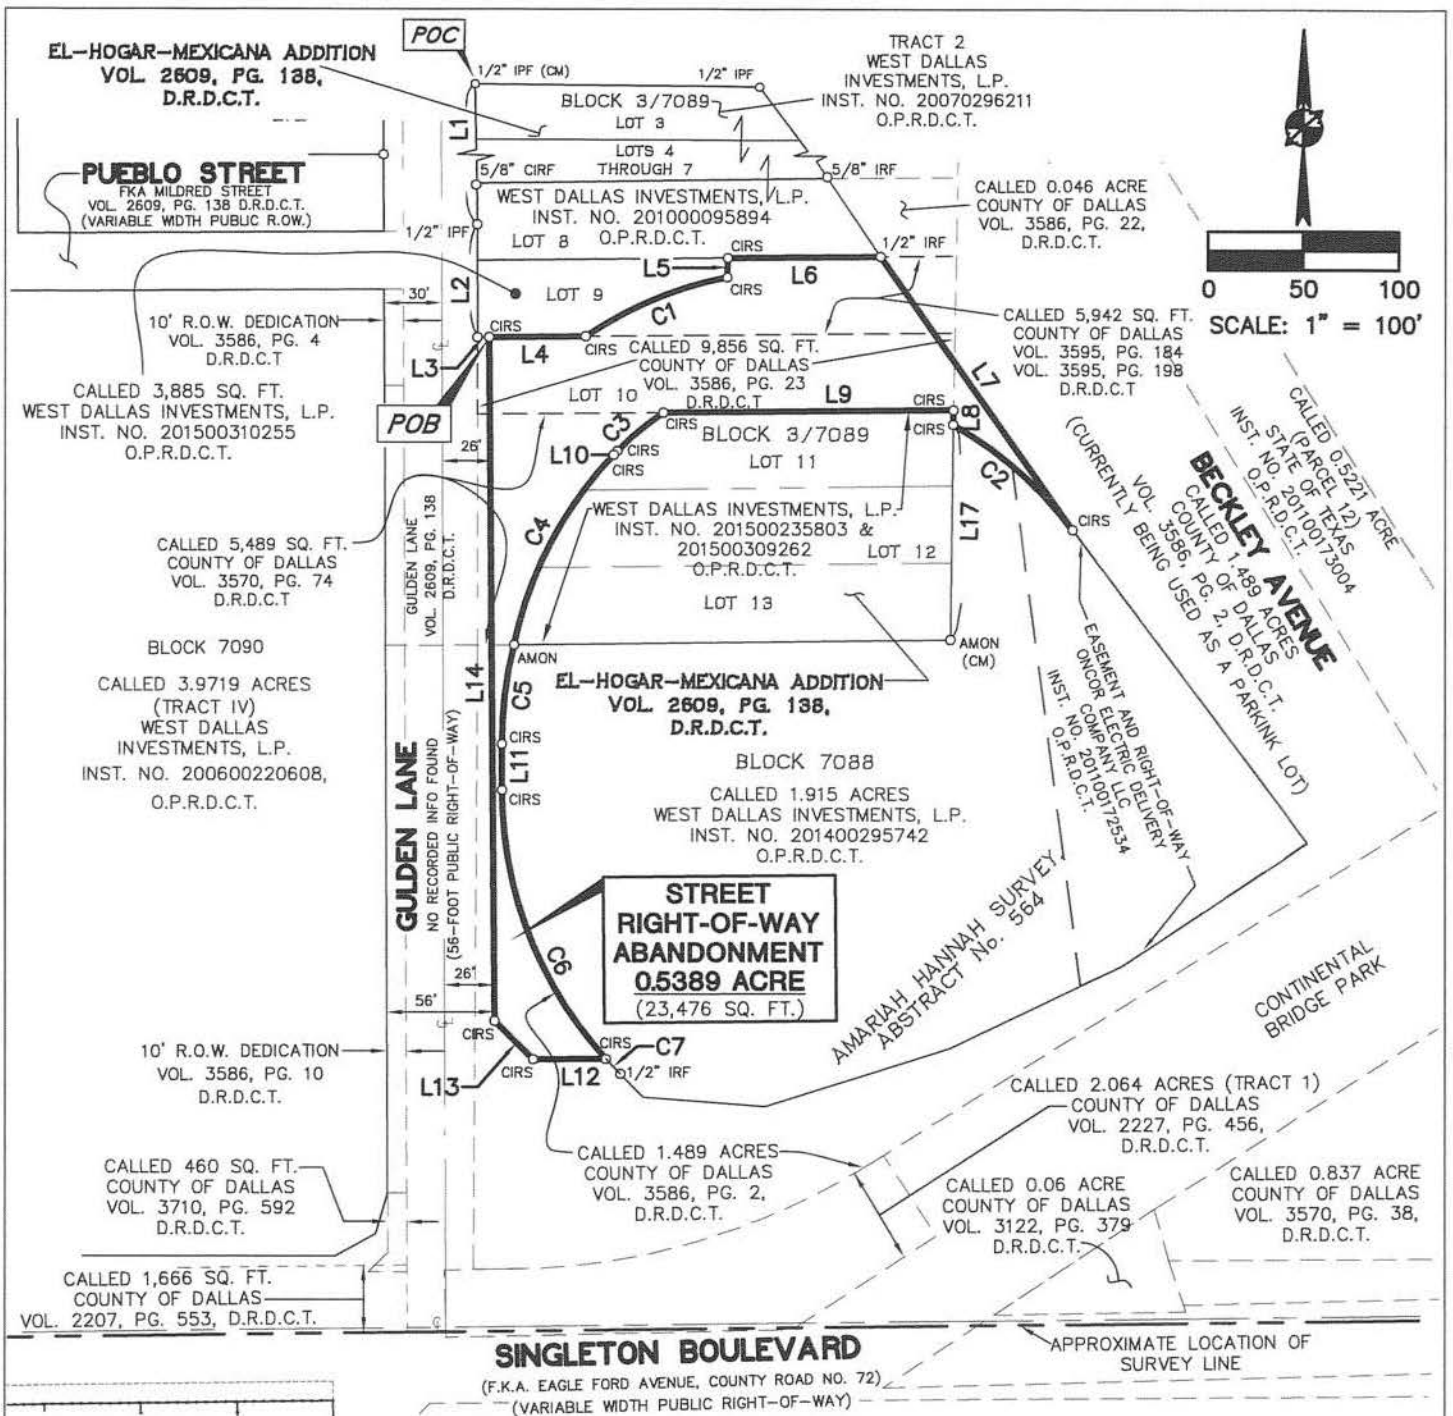 POC
EL-HOGAR-MEXICANA ADDITION
VOL. 2609, PG. 138,
D.R.D.C.T.
1/2" IPF (CM)
1/2" IPF
TRACT 2
WEST DALLAS
INVESTMENTS, L.P.
INST. NO. 20070296211
O.P.R.D.C.T.
BLOCK 3/7089
LOT 3
L1
LOTS 4
THROUGH 7
5/8" CIRF
5/8" IRF
PUEBLO STREET
FKA MILDRED STREET
VOL. 2609, PG. 138 D.R.D.C.T.
(VARIABLE WIDTH PUBLIC R.OW.)
WEST DALLAS INVESTMENTS, L.P.
INST. NO. 201000095894
O.P.R.D.C.T.
1/2" IPF
LOT 8
CALLED 0.046 ACRE
COUNTY OF DALLAS
VOL. 3586, PG. 22,
D.R.D.C.T.
CIRS
1/2" IRF
L5
L6
CIRS
0 50 100
SCALE: 1" = 100'
L2
LOT 9
C1
30'
10' R.O.W. DEDICATION
VOL. 3586, PG. 4
D.R.D.C.T
CIRS
L3
L4
CIRS
CALLED 5,942 SQ. FT.
COUNTY OF DALLAS
VOL. 3595, PG. 184
VOL. 3595, PG. 198
D.R.D.C.T
CALLED 9,856 SQ. FT.
COUNTY OF DALLAS
VOL. 3586, PG. 23
D.R.D.C.T
L7
CALLED 3,885 SQ. FT.
WEST DALLAS INVESTMENTS, L.P.
INST. NO. 201500310255
O.P.R.D.C.T.
POB
LOT 10
L9
CIRS
L8
CIRS
C3
L10
CIRS
CIRS
BLOCK 3/7089
LOT 11
C2
26'
CALLED 0.5221 ACRE
(PARCEL 12)
STATE OF TEXAS
INST. NO. 201100173004
O.P.R.D.C.T.
BECKLEY AVENUE
CALLED 1.489 ACRES
COUNTY OF DALLAS
VOL. 3586, PG. 2, D.R.D.C.T.
(CURRENTLY BEING USED AS A PARKINK LOT)
C4
WEST DALLAS INVESTMENTS, L.P.
INST. NO. 201500235803 &
201500309262
O.P.R.D.C.T.
LOT 12
L17
CIRS
CALLED 5,489 SQ. FT.
COUNTY OF DALLAS
VOL. 3570, PG. 74
D.R.D.C.T
GULDEN LANE
VOL. 2609, PG. 138
D.R.D.C.T.
LOT 13
BLOCK 7090
AMON
AMON
(CM)
CALLED 3.9719 ACRES
(TRACT IV)
WEST DALLAS
INVESTMENTS, L.P.
INST. NO. 200600220608,
O.P.R.D.C.T.
L14
C5
EL-HOGAR-MEXICANA ADDITION
VOL. 2609, PG. 138,
D.R.D.C.T.
EASEMENT AND RIGHT-OF-WAY
ONCOR ELECTRIC DELIVERY
COMPANY LLC
INST. NO. 201100172534
O.P.R.D.C.T.
CIRS
L11
CIRS
BLOCK 7088
CALLED 1.915 ACRES
WEST DALLAS INVESTMENTS, L.P.
INST. NO. 201400295742
O.P.R.D.C.T.
GULDEN LANE
NO RECORDED INFO FOUND
(56-FOOT PUBLIC RIGHT-OF-WAY)
STREET
RIGHT-OF-WAY
ABANDONMENT
0.5389 ACRE
(23,476 SQ. FT.)
AMARIAH HANNAH SURVEY,
ABSTRACT No. 564
C6
26'
56'
CIRS
CONTINENTAL
BRIDGE PARK
10' R.O.W. DEDICATION
VOL. 3586, PG. 10
D.R.D.C.T.
CIRS
C7
CIRS
L12
1/2" IRF
L13
CALLED 2.064 ACRES (TRACT 1)
COUNTY OF DALLAS
VOL. 2227, PG. 456,
D.R.D.C.T.
CALLED 1.489 ACRES
COUNTY OF DALLAS
VOL. 3586, PG. 2,
D.R.D.C.T.
CALLED 460 SQ. FT.
COUNTY OF DALLAS
VOL. 3710, PG. 592
D.R.D.C.T.
CALLED 0.06 ACRE
COUNTY OF DALLAS
VOL. 3122, PG. 379
D.R.D.C.T.
CALLED 0.837 ACRE
COUNTY OF DALLAS
VOL. 3570, PG. 38,
D.R.D.C.T.
CALLED 1,666 SQ. FT.
COUNTY OF DALLAS
VOL. 2207, PG. 553, D.R.D.C.T.
SINGLETON BOULEVARD
(F.K.A. EAGLE FORD AVENUE, COUNTY ROAD NO. 72)
(VARIABLE WIDTH PUBLIC RIGHT-OF-WAY)
APPROXIMATE LOCATION OF
SURVEY LINE